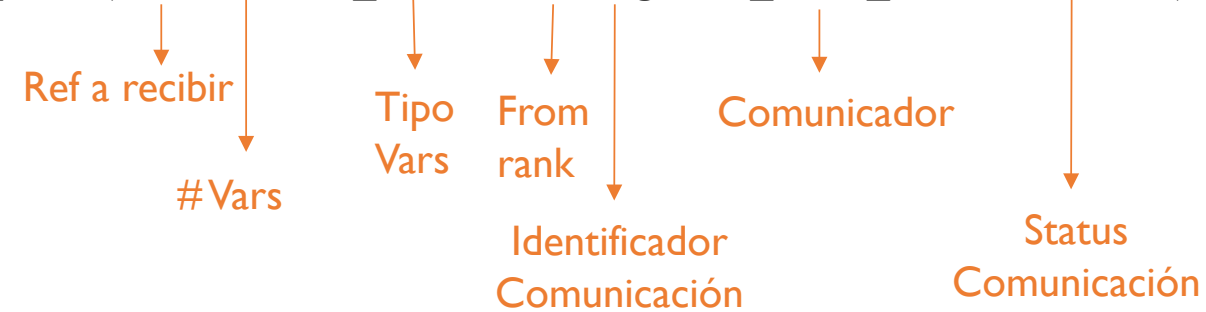 Ref a recibir
# Vars
Tipo
Vars
From
rank
Identificador
Comunicación
Comunicador
Status
Comunicación